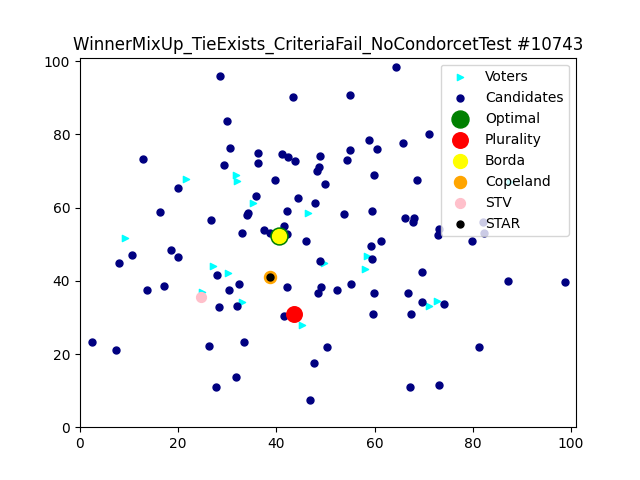 WinnerMixUp_TieExists_CriteriaFail_NoCondorcetTest #10743
100
80
60
40
20
0
0 20 40 60 80 100
Voters
Candidates
Optimal
Plurality
Borda
Copeland
STV
STAR